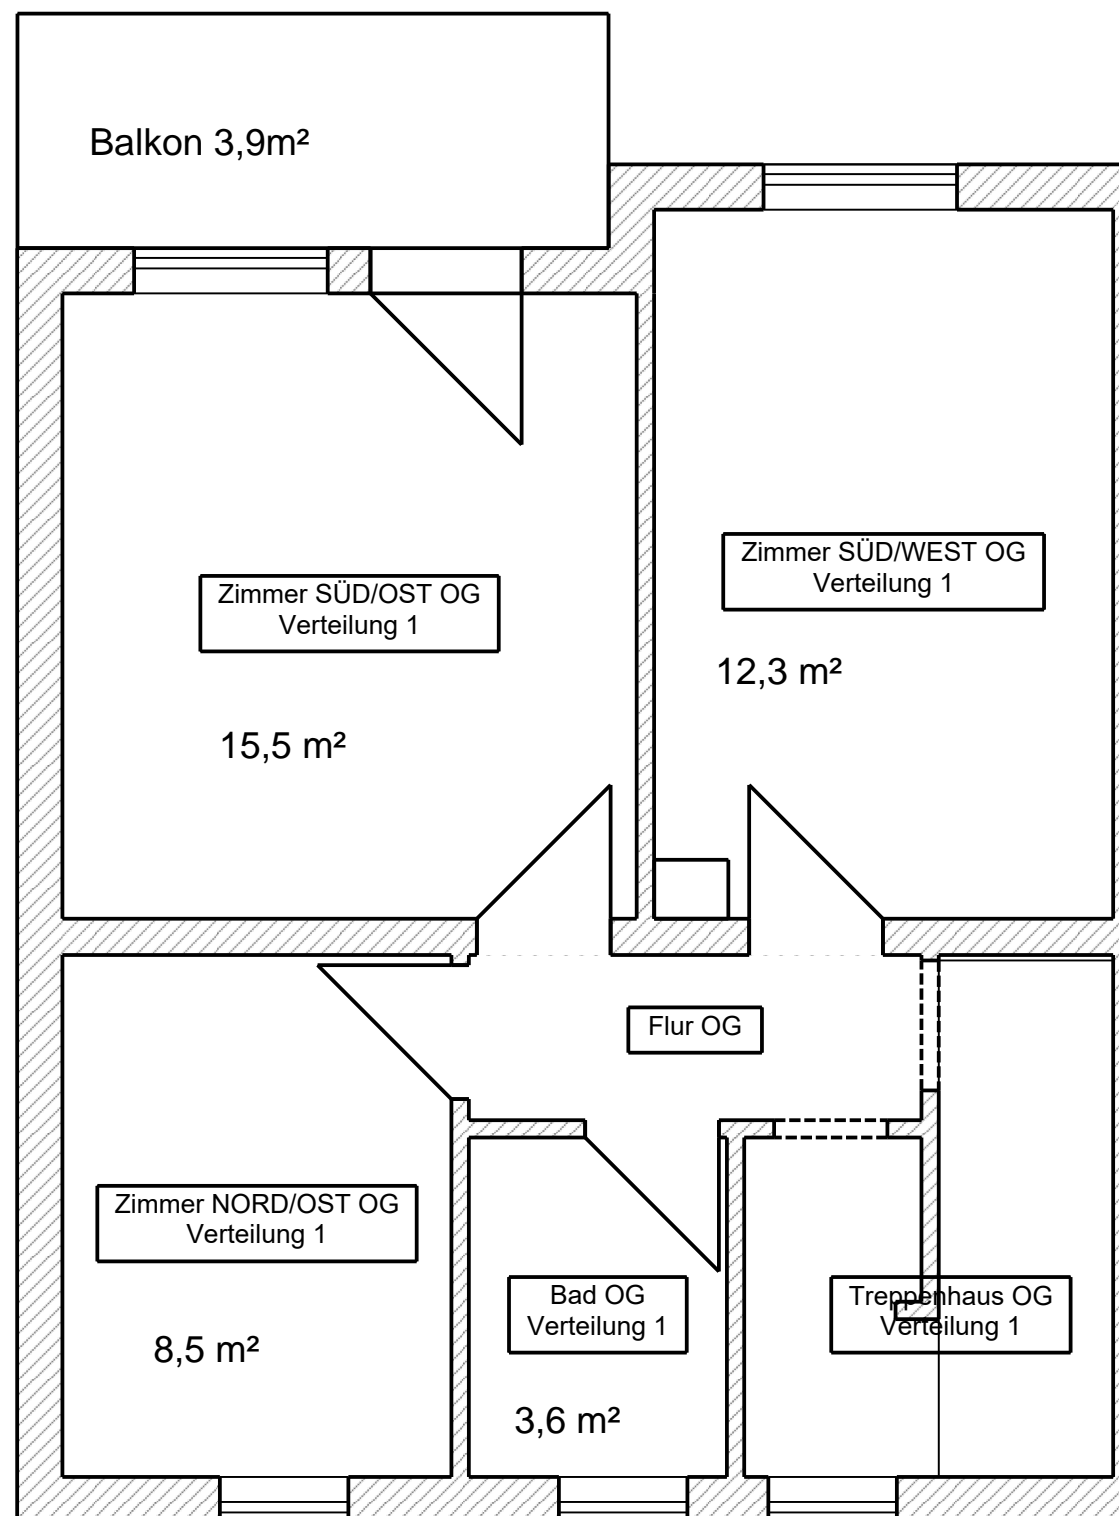 Balkon 3,9m²
Zimmer SÜD/WEST OG
Verteilung 1
12,3 m²
Zimmer SÜD/OST OG
Verteilung 1
15,5 m²
Flur OG
Zimmer NORD/OST OG
Verteilung 1
8,5 m²
Bad OG
Verteilung 1
3,6 m²
Treppenhaus OG
Verteilung 1